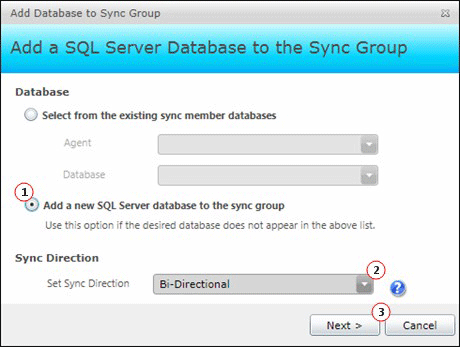 Add Database to Sync Group
Add a SQL Server Database to the Sync Group
Database
Select from the existing sync member databases
Agent
Database
1
Add a new SQL Server database to the sync group
Use this option if the desired database does not appear in the above list.
Sync Direction
2
Set Sync Direction Bi-Directional ?
3
Next > Cancel